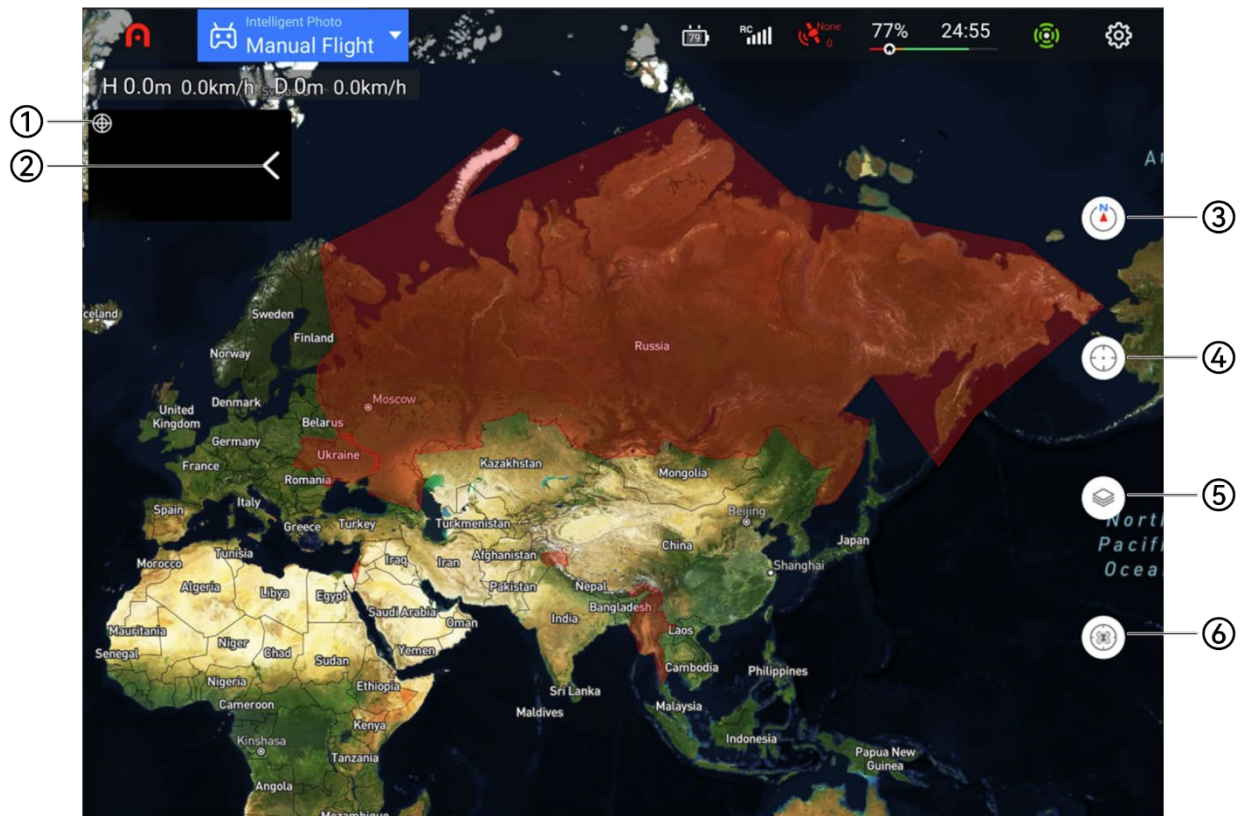 Intelligent Photo
Manual Flight
79
RC
None
0
77%
24:55
H 0.0m 0.0km/h D 0m 0.0km/h
①
②
N
③
④
⑤
⑥
Iceland
Sweden
Finland
Norway
Russia
Moscow
United
Kingdom
Denmark
Belarus
Germany
Ukraine
France
Romania
Kazakhstan
Mongolia
Spain
Italy
Greece
Turkey
Turkmenistan
Beijing
North
Pacifi
Ocea
Japan
China
Shanghai
Morocco
Tunisia
Iraq
Iran
Afghanistan
Algeria
Libya
Egypt
Pakistan
Nepal
Bangladesh
Saudi Arabia
Oman
India
Laos
Mauritania
Niger
Chad
Sudan
Yemen
Senegal
Nigeria
Ethiopia
Cambodia
Philippines
Cameroon
Sri Lanka
Maldives
Malaysia
Kenya
Kinshasa
Indonesia
Tanzania
Papua New
Guinea
Angola
Mozambique